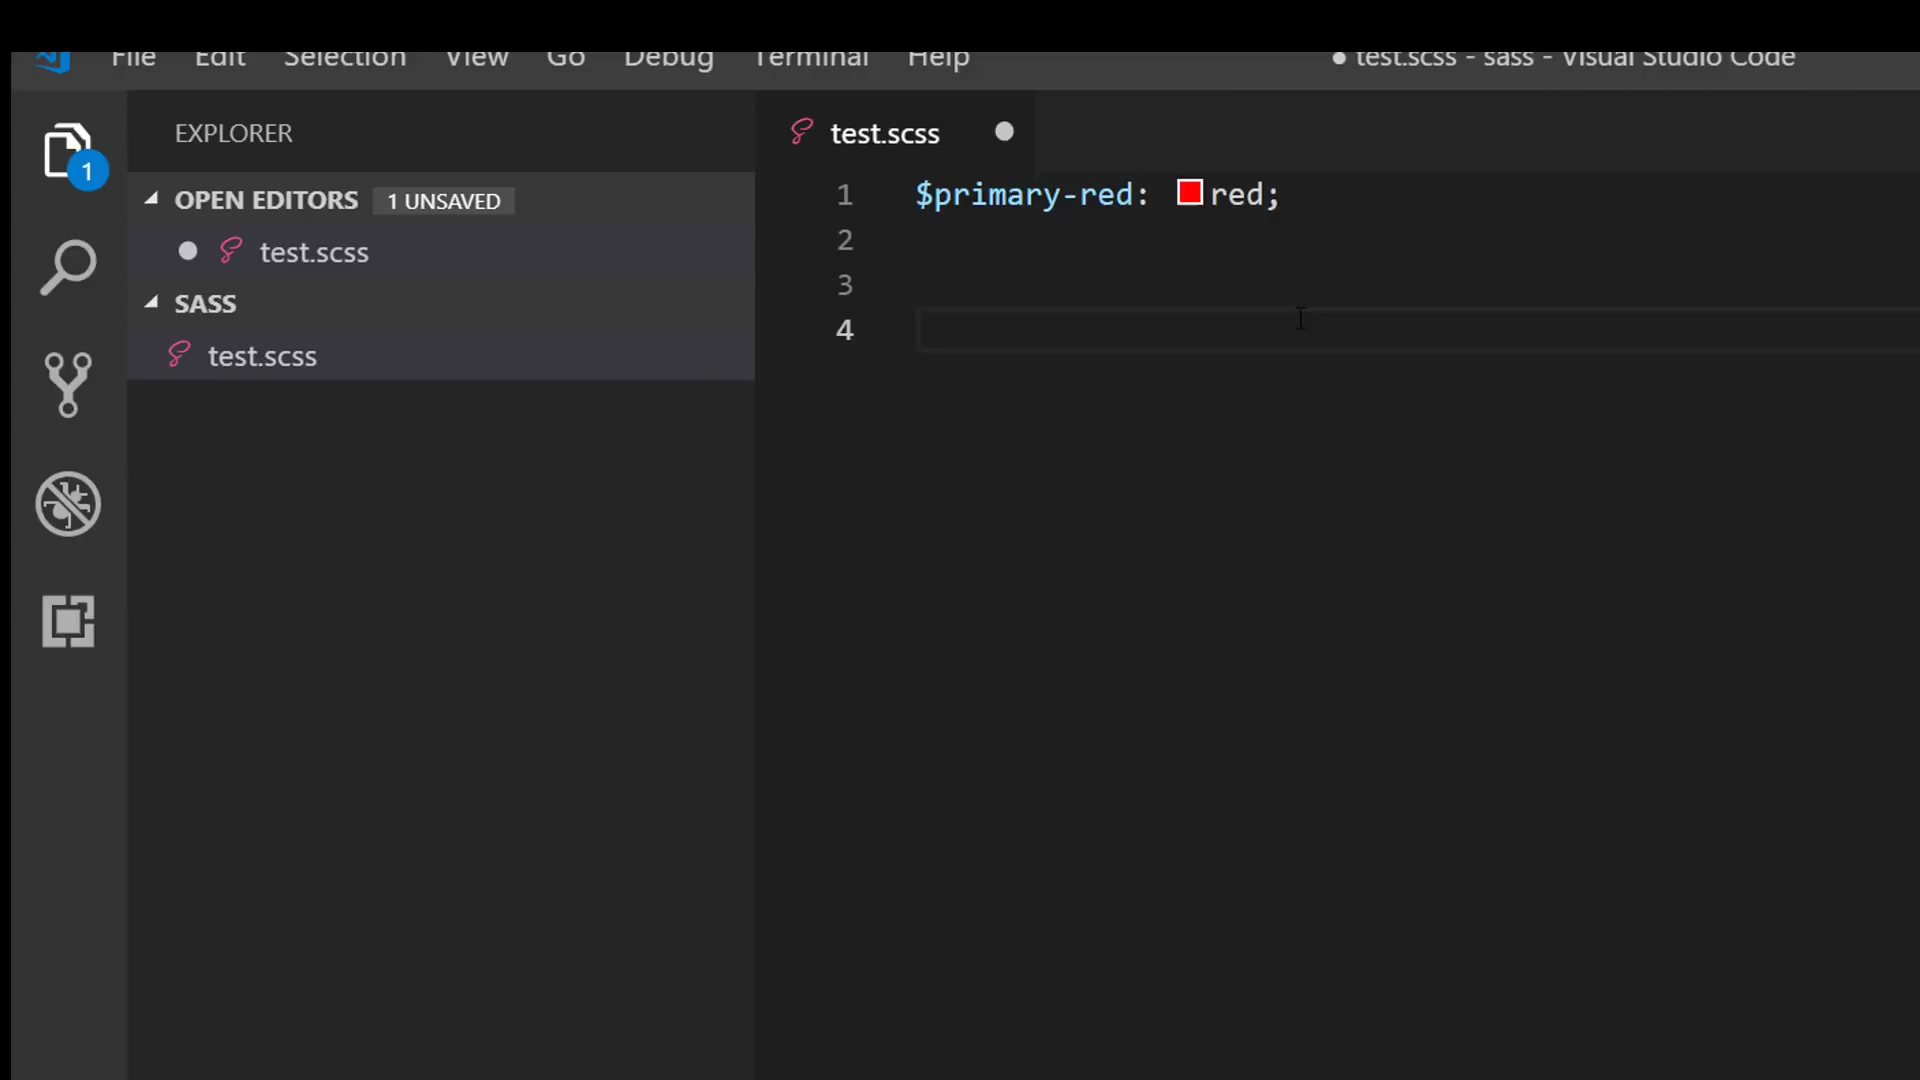 File Edit Selection View Go Debug Terminal Help ● test.scss - sass - Visual Studio Code
1
EXPLORER
OPEN EDITORS 1 UNSAVED
test.scss
SASS
test.scss
test.scss
1 $primary-red: red;
2
3
4